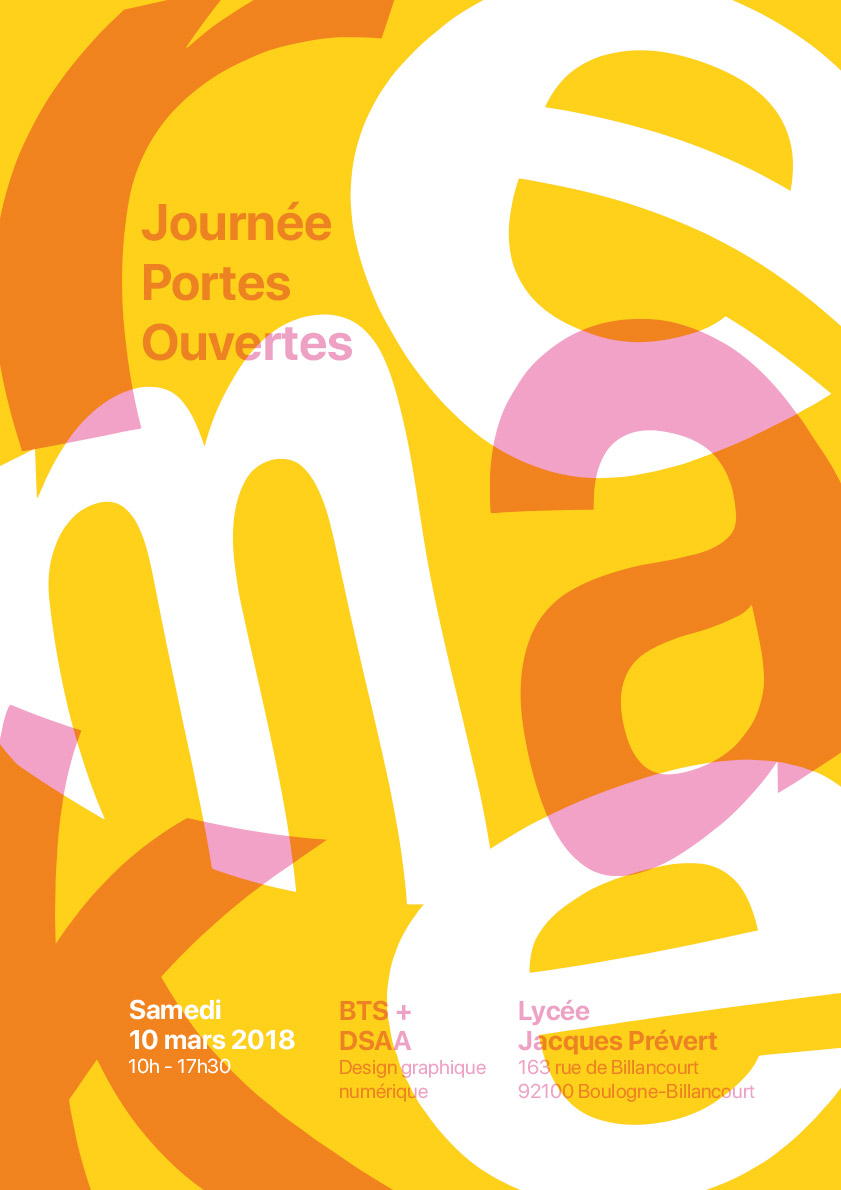 Journée
Portes
Ouvertes
Samedi
10 mars 2018
10h - 17h30
BTS +
DSAA
Design graphique
numérique
Lycée
Jacques Prévert
163 rue de Billancourt
92100 Boulogne-Billancourt